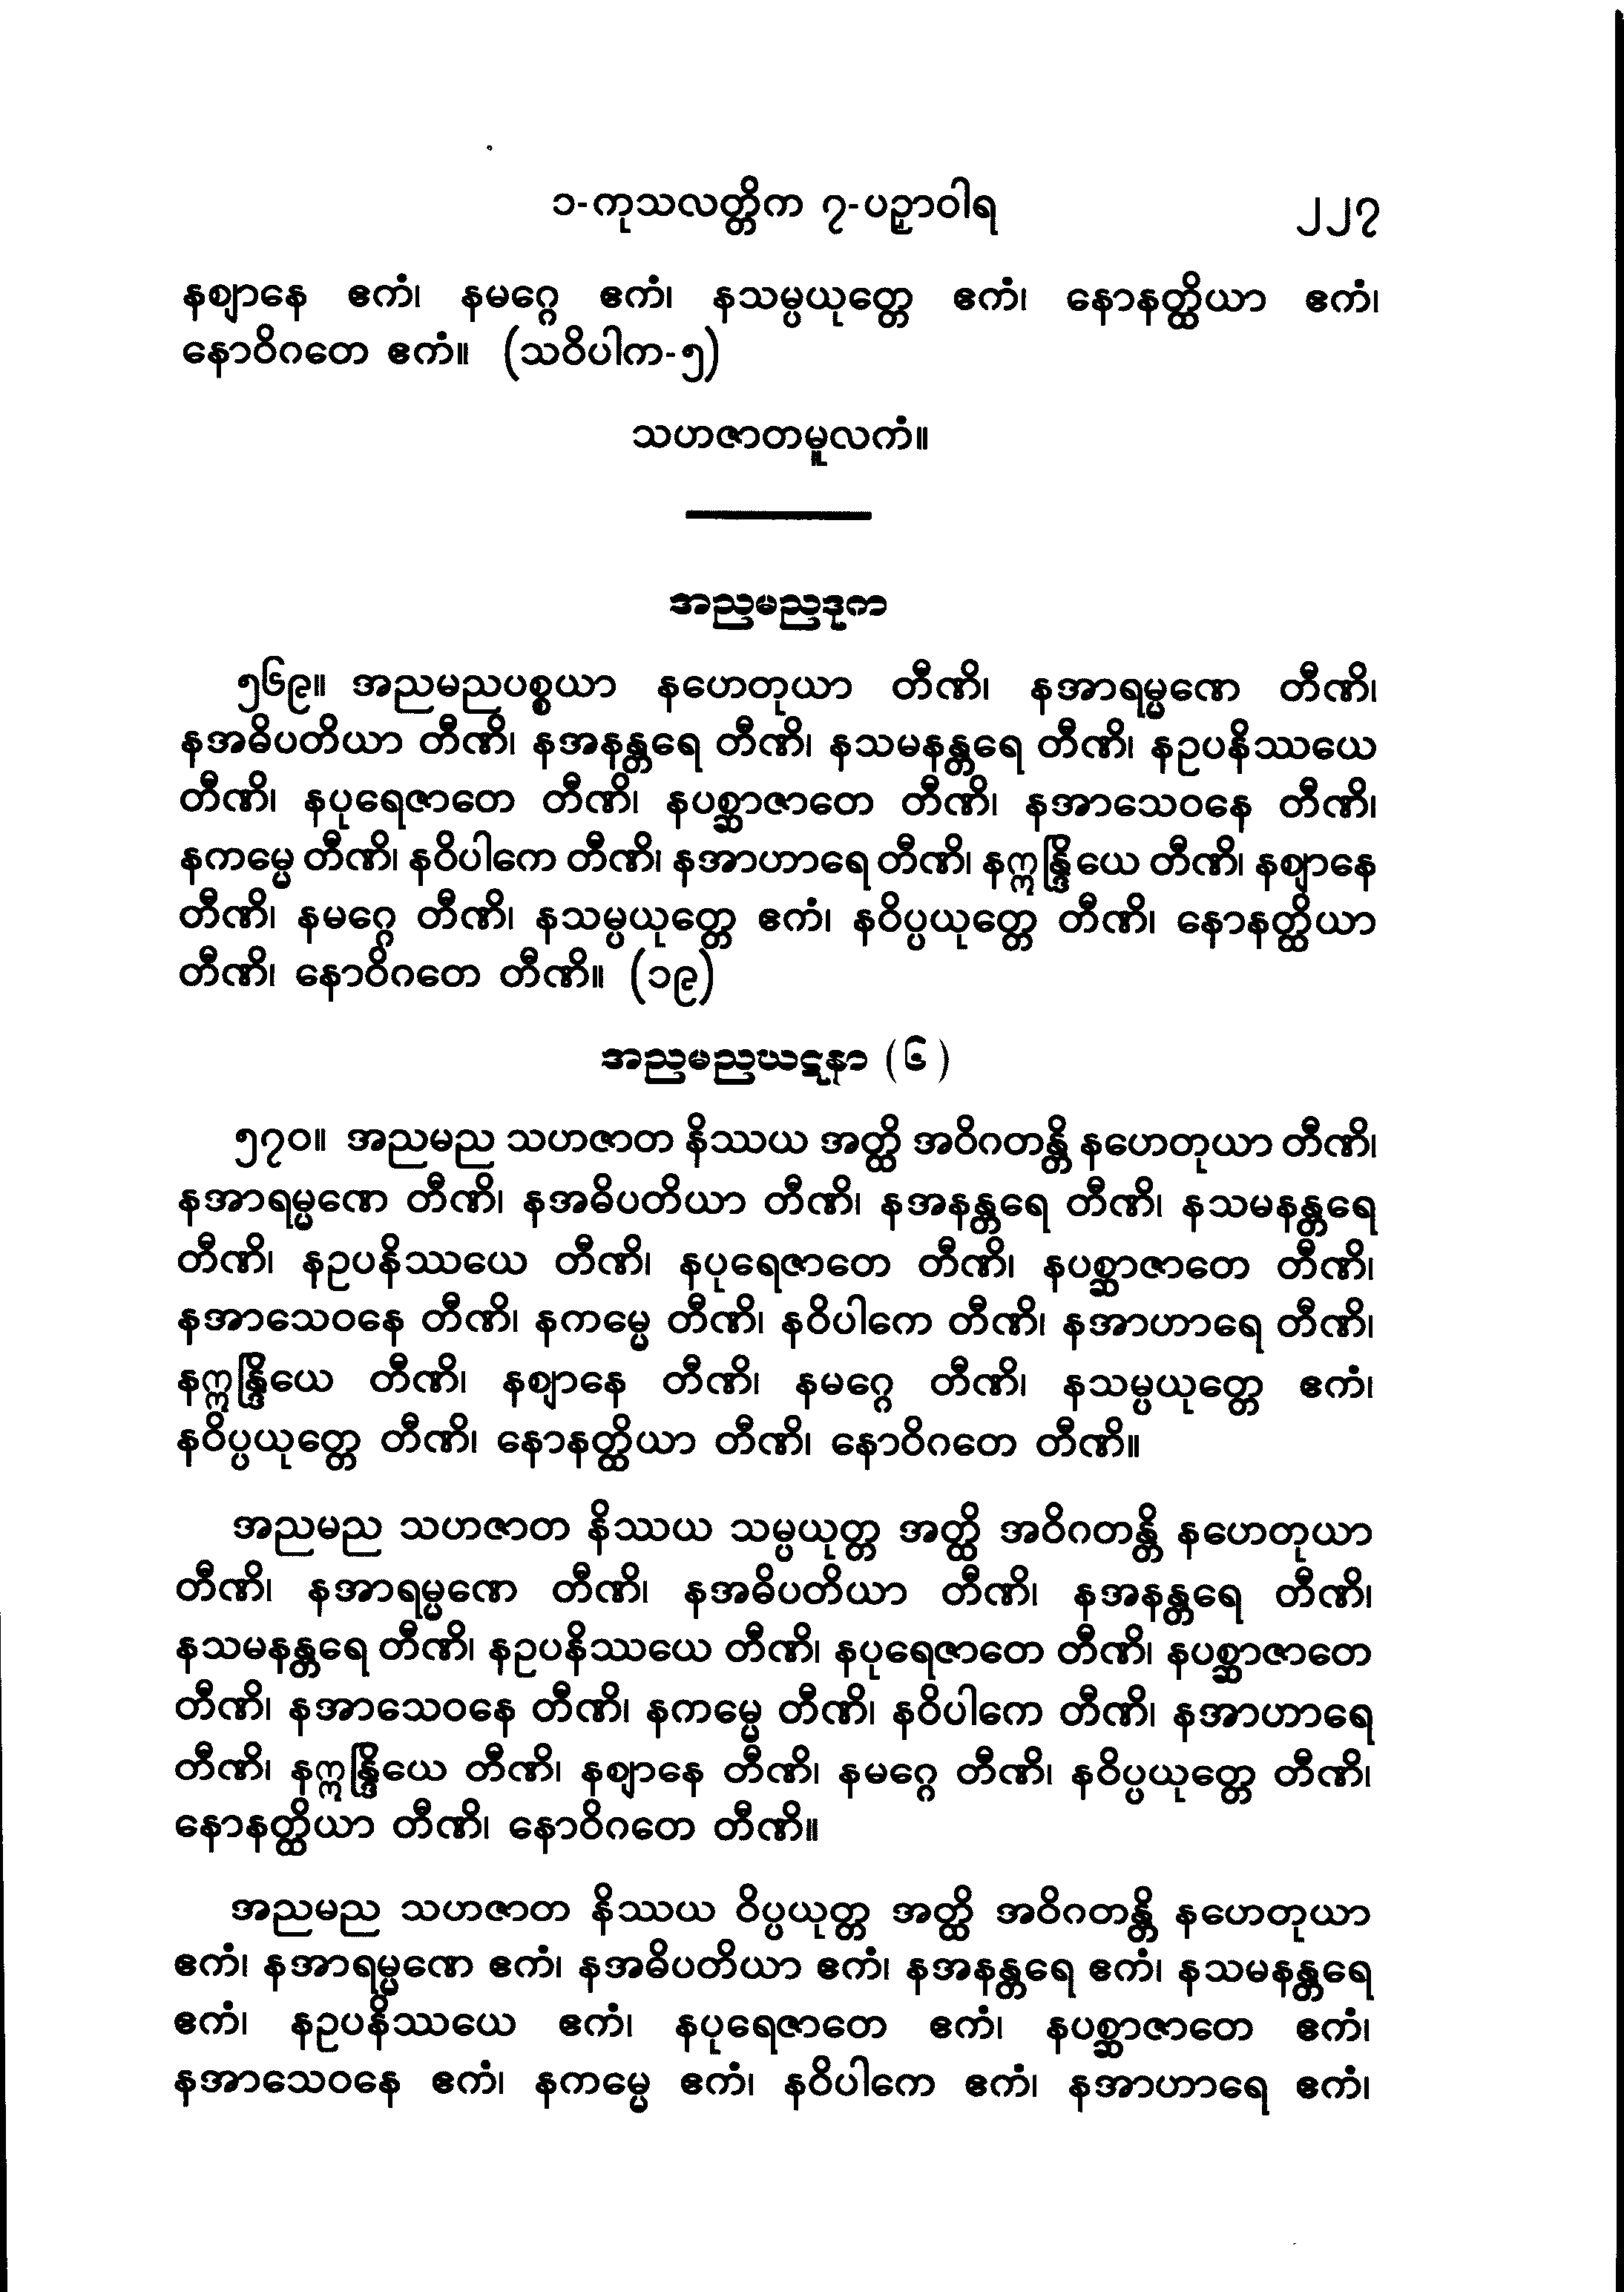 ၁-ကုသလတ္တိက ၇-ပဉှာဝါရ ၂၂၇
နဈာနေ ဧကံ၊ နမဂ္ဂေ ဧကံ၊ နသမ္ပယုတ္တေ ဧကံ၊ နောနတ္ထိယာ ဧကံ၊
နောဝိဂတေ ဧကံ။ (သဝိပါက-၅)
သဟဇာတမူလကံ။
အညမညဒုက
၅၆၉။ အညမညပစ္စယာ နဟေတုယာ တီဏိ၊ နအာရမ္မဏေ တီဏိ၊
နအဓိပတိယာ တီဏိ၊ နအနန္တရေ တီဏိ၊ နသမနန္တရေ တီဏိ၊ နဥပနိဿယေ
တီဏိ၊ နပုရေဇာတေ တီဏိ၊ နပစ္ဆာဇာတေ တီဏိ၊ နအာသေဝနေ တီဏိ၊
နကမ္မေ တီဏိ၊ နဝိပါကေ တီဏိ၊ နအာဟာရေ တီဏိ၊ နဣန္ဒြိယေ တီဏိ၊ နဈာနေ
တီဏိ၊ နမဂ္ဂေ တီဏိ၊ နသမ္ပယုတ္တေ ဧကံ၊ နဝိပ္ပယုတ္တေ တီဏိ၊ နောနတ္ထိယာ
တီဏိ၊ နောဝိဂတေ တီဏိ။ (၁၉)
အညမညဃဋနာ (၆)
၅၇၀။ အညမည သဟဇာတ နိဿယ အတ္ထိ အဝိဂတန္တိ နဟေတုယာ တီဏိ၊
နအာရမ္မဏေ တီဏိ၊ နအဓိပတိယာ တီဏိ၊ နအနန္တရေ တီဏိ၊ နသမနန္တရေ
တီဏိ၊ နဥပနိဿယေ တီဏိ၊ နပုရေဇာတေ တီဏိ၊ နပစ္ဆာဇာတေ တီဏိ၊
နအာသေဝနေ တီဏိ၊ နကမ္မေ တီဏိ၊ နဝိပါကေ တီဏိ၊ နအာဟာရေ တီဏိ၊
နဣန္ဒြိယေ တီဏိ၊ နဈာနေ တီဏိ၊ နမဂ္ဂေ တီဏိ၊ နသမ္ပယုတ္တေ ဧကံ၊
နဝိပ္ပယုတ္တေ တီဏိ၊ နောနတ္ထိယာ တီဏိ၊ နောဝိဂတေ တီဏိ။
အညမည သဟဇာတ နိဿယ သမ္ပယုတ္တ အတ္ထိ အဝိဂတန္တိ နဟေတုယာ
တီဏိ၊ နအာရမ္မဏေ တီဏိ၊ နအဓိပတိယာ တီဏိ၊ နအနန္တရေ တီဏိ၊
နသမနန္တရေ တီဏိ၊ နဥပနိဿယေ တီဏိ၊ နပုရေဇာတေ တီဏိ၊ နပစ္ဆာဇာတေ
တီဏိ၊ နအာသေဝနေ တီဏိ၊ နကမ္မေ တီဏိ၊ နဝိပါကေ တီဏိ၊ နအာဟာရေ
တီဏိ၊ နဣန္ဒြိယေ တီဏိ၊ နဈာနေ တီဏိ၊ နမဂ္ဂေ တီဏိ၊ နဝိပ္ပယုတ္တေ တီဏိ၊
နောနတ္ထိယာ တီဏိ၊ နောဝိဂတေ တီဏိ။
အညမည သဟဇာတ နိဿယ ဝိပ္ပယုတ္တ အတ္ထိ အဝိဂတန္တိ နဟေတုယာ
ဧကံ၊ နအာရမ္မဏေ ဧကံ၊ နအဓိပတိယာ ဧကံ၊ နအနန္တရေ ဧကံ၊ နသမနန္တရေ
ဧကံ၊ နဥပနိဿယေ ဧကံ၊ နပုရေဇာတေ ဧကံ၊ နပစ္ဆာဇာတေ ဧကံ၊
နအာသေဝနေ ဧကံ၊ နကမ္မေ ဧကံ၊ နဝိပါကေ ဧကံ၊ နအာဟာရေ ဧကံ၊